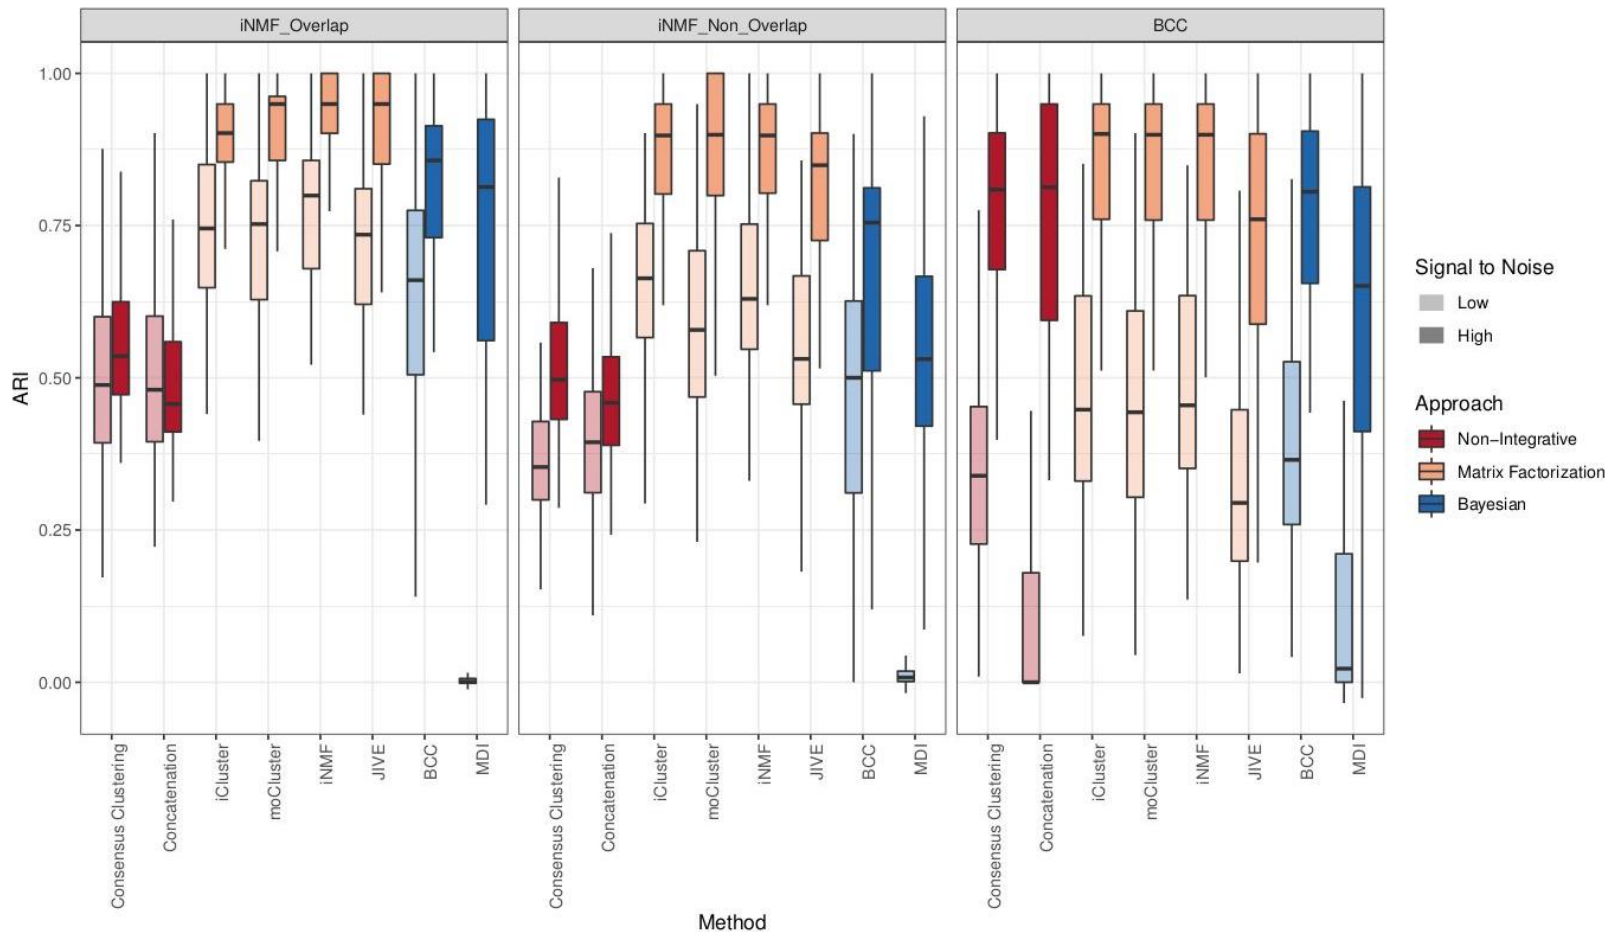 iNMF_Overlap
iNMF_Non_Overlap
BCC
ARI
1.00
0.75
0.50
0.25
0.00
Consensus Clustering
Concatenation
iCluster
moCluster
iNMF
JIVE
BCC
MDI
Consensus Clustering
Concatenation
iCluster
moCluster
iNMF
JIVE
BCC
MDI
Consensus Clustering
Concatenation
iCluster
moCluster
iNMF
JIVE
BCC
MDI
Method
Signal to Noise
Low
High
Approach
Non−Integrative
Matrix Factorization
Bayesian